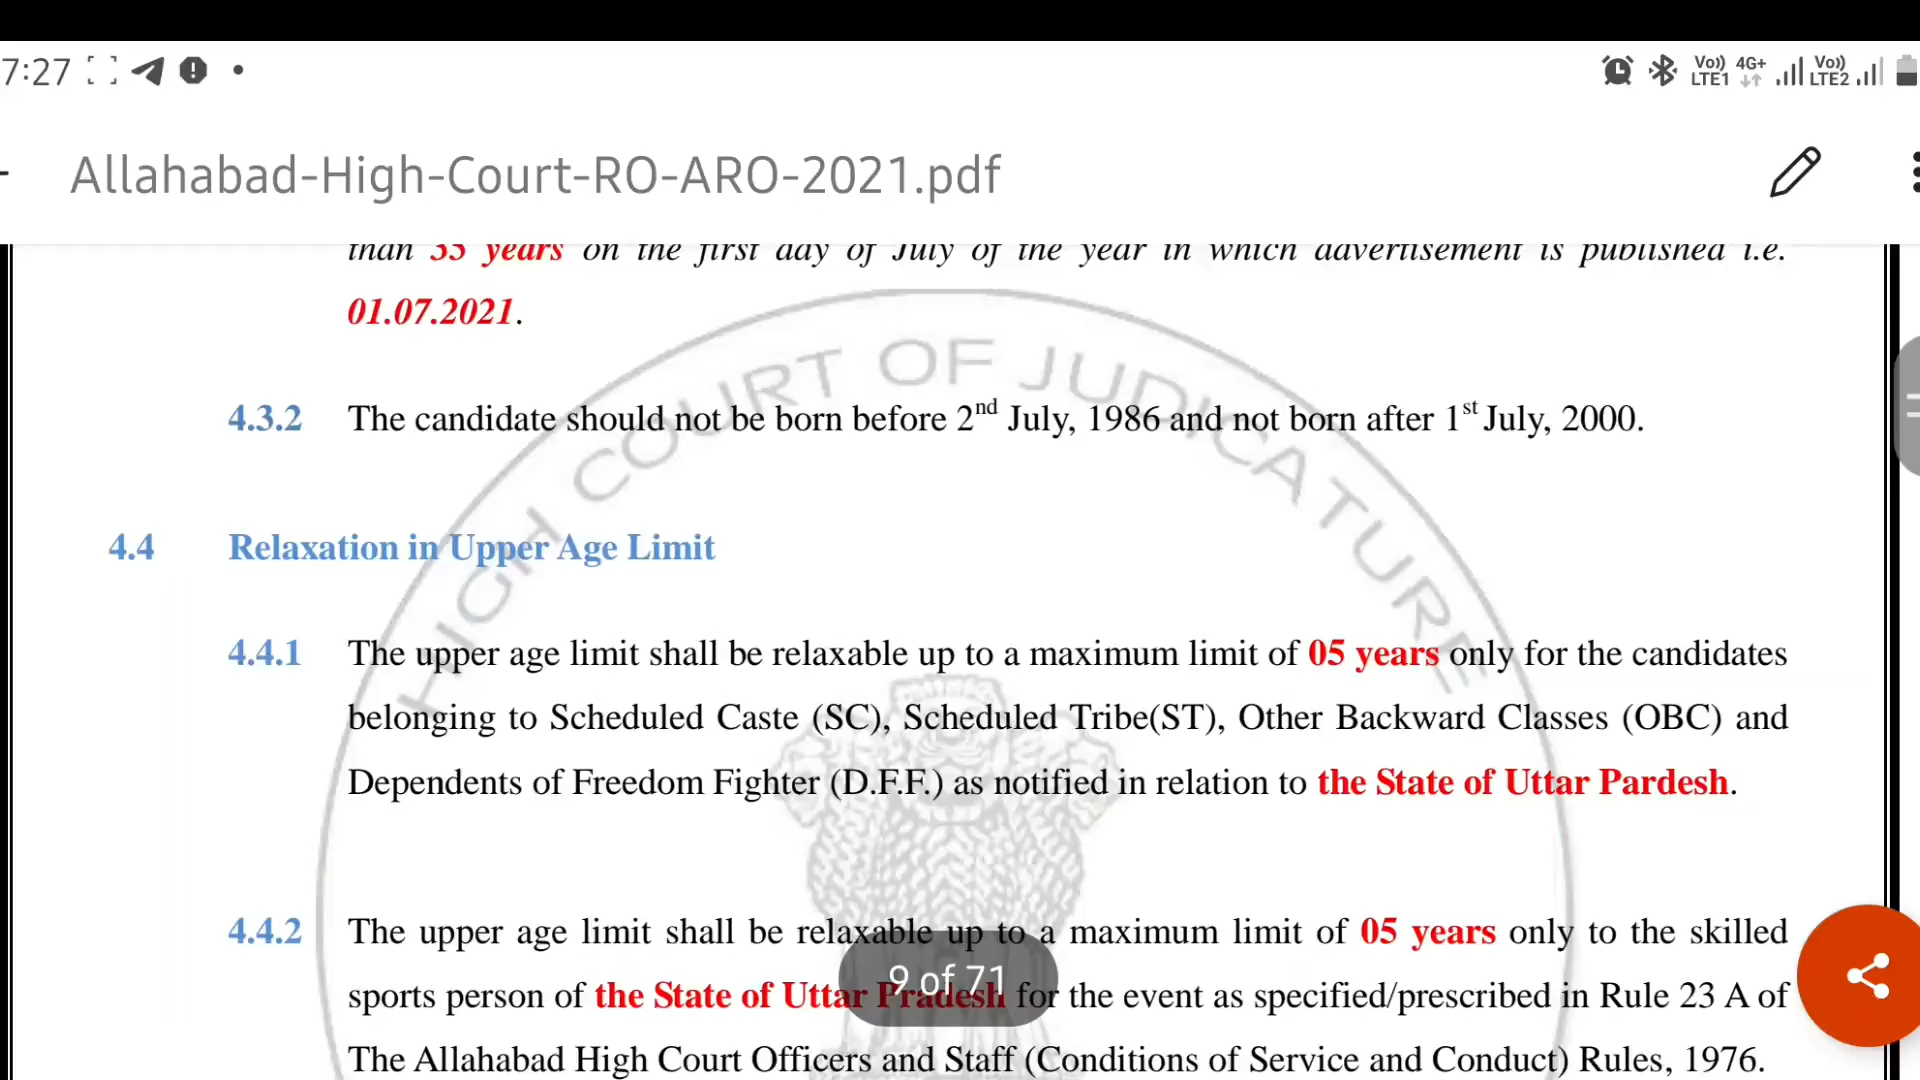 7:27
Vo)) LTE1 4G+ Vo)) LTE2
Allahabad-High-Court-RO-ARO-2021.pdf
than 35 years on the first day of July of the year in which advertisement is published i.e.
01.07.2021.
HIGH COURT OF JUDICATURE
4.3.2 The candidate should not be born before 2nd July, 1986 and not born after 1st July, 2000.
4.4 Relaxation in Upper Age Limit
4.4.1 The upper age limit shall be relaxable up to a maximum limit of 05 years only for the candidates
belonging to Scheduled Caste (SC), Scheduled Tribe(ST), Other Backward Classes (OBC) and
Dependents of Freedom Fighter (D.F.F.) as notified in relation to the State of Uttar Pardesh.
4.4.2 The upper age limit shall be relaxable up to a maximum limit of 05 years only to the skilled
9 of 71
sports person of the State of Uttar Pradesh for the event as specified/prescribed in Rule 23 A of
The Allahabad High Court Officers and Staff (Conditions of Service and Conduct) Rules, 1976.